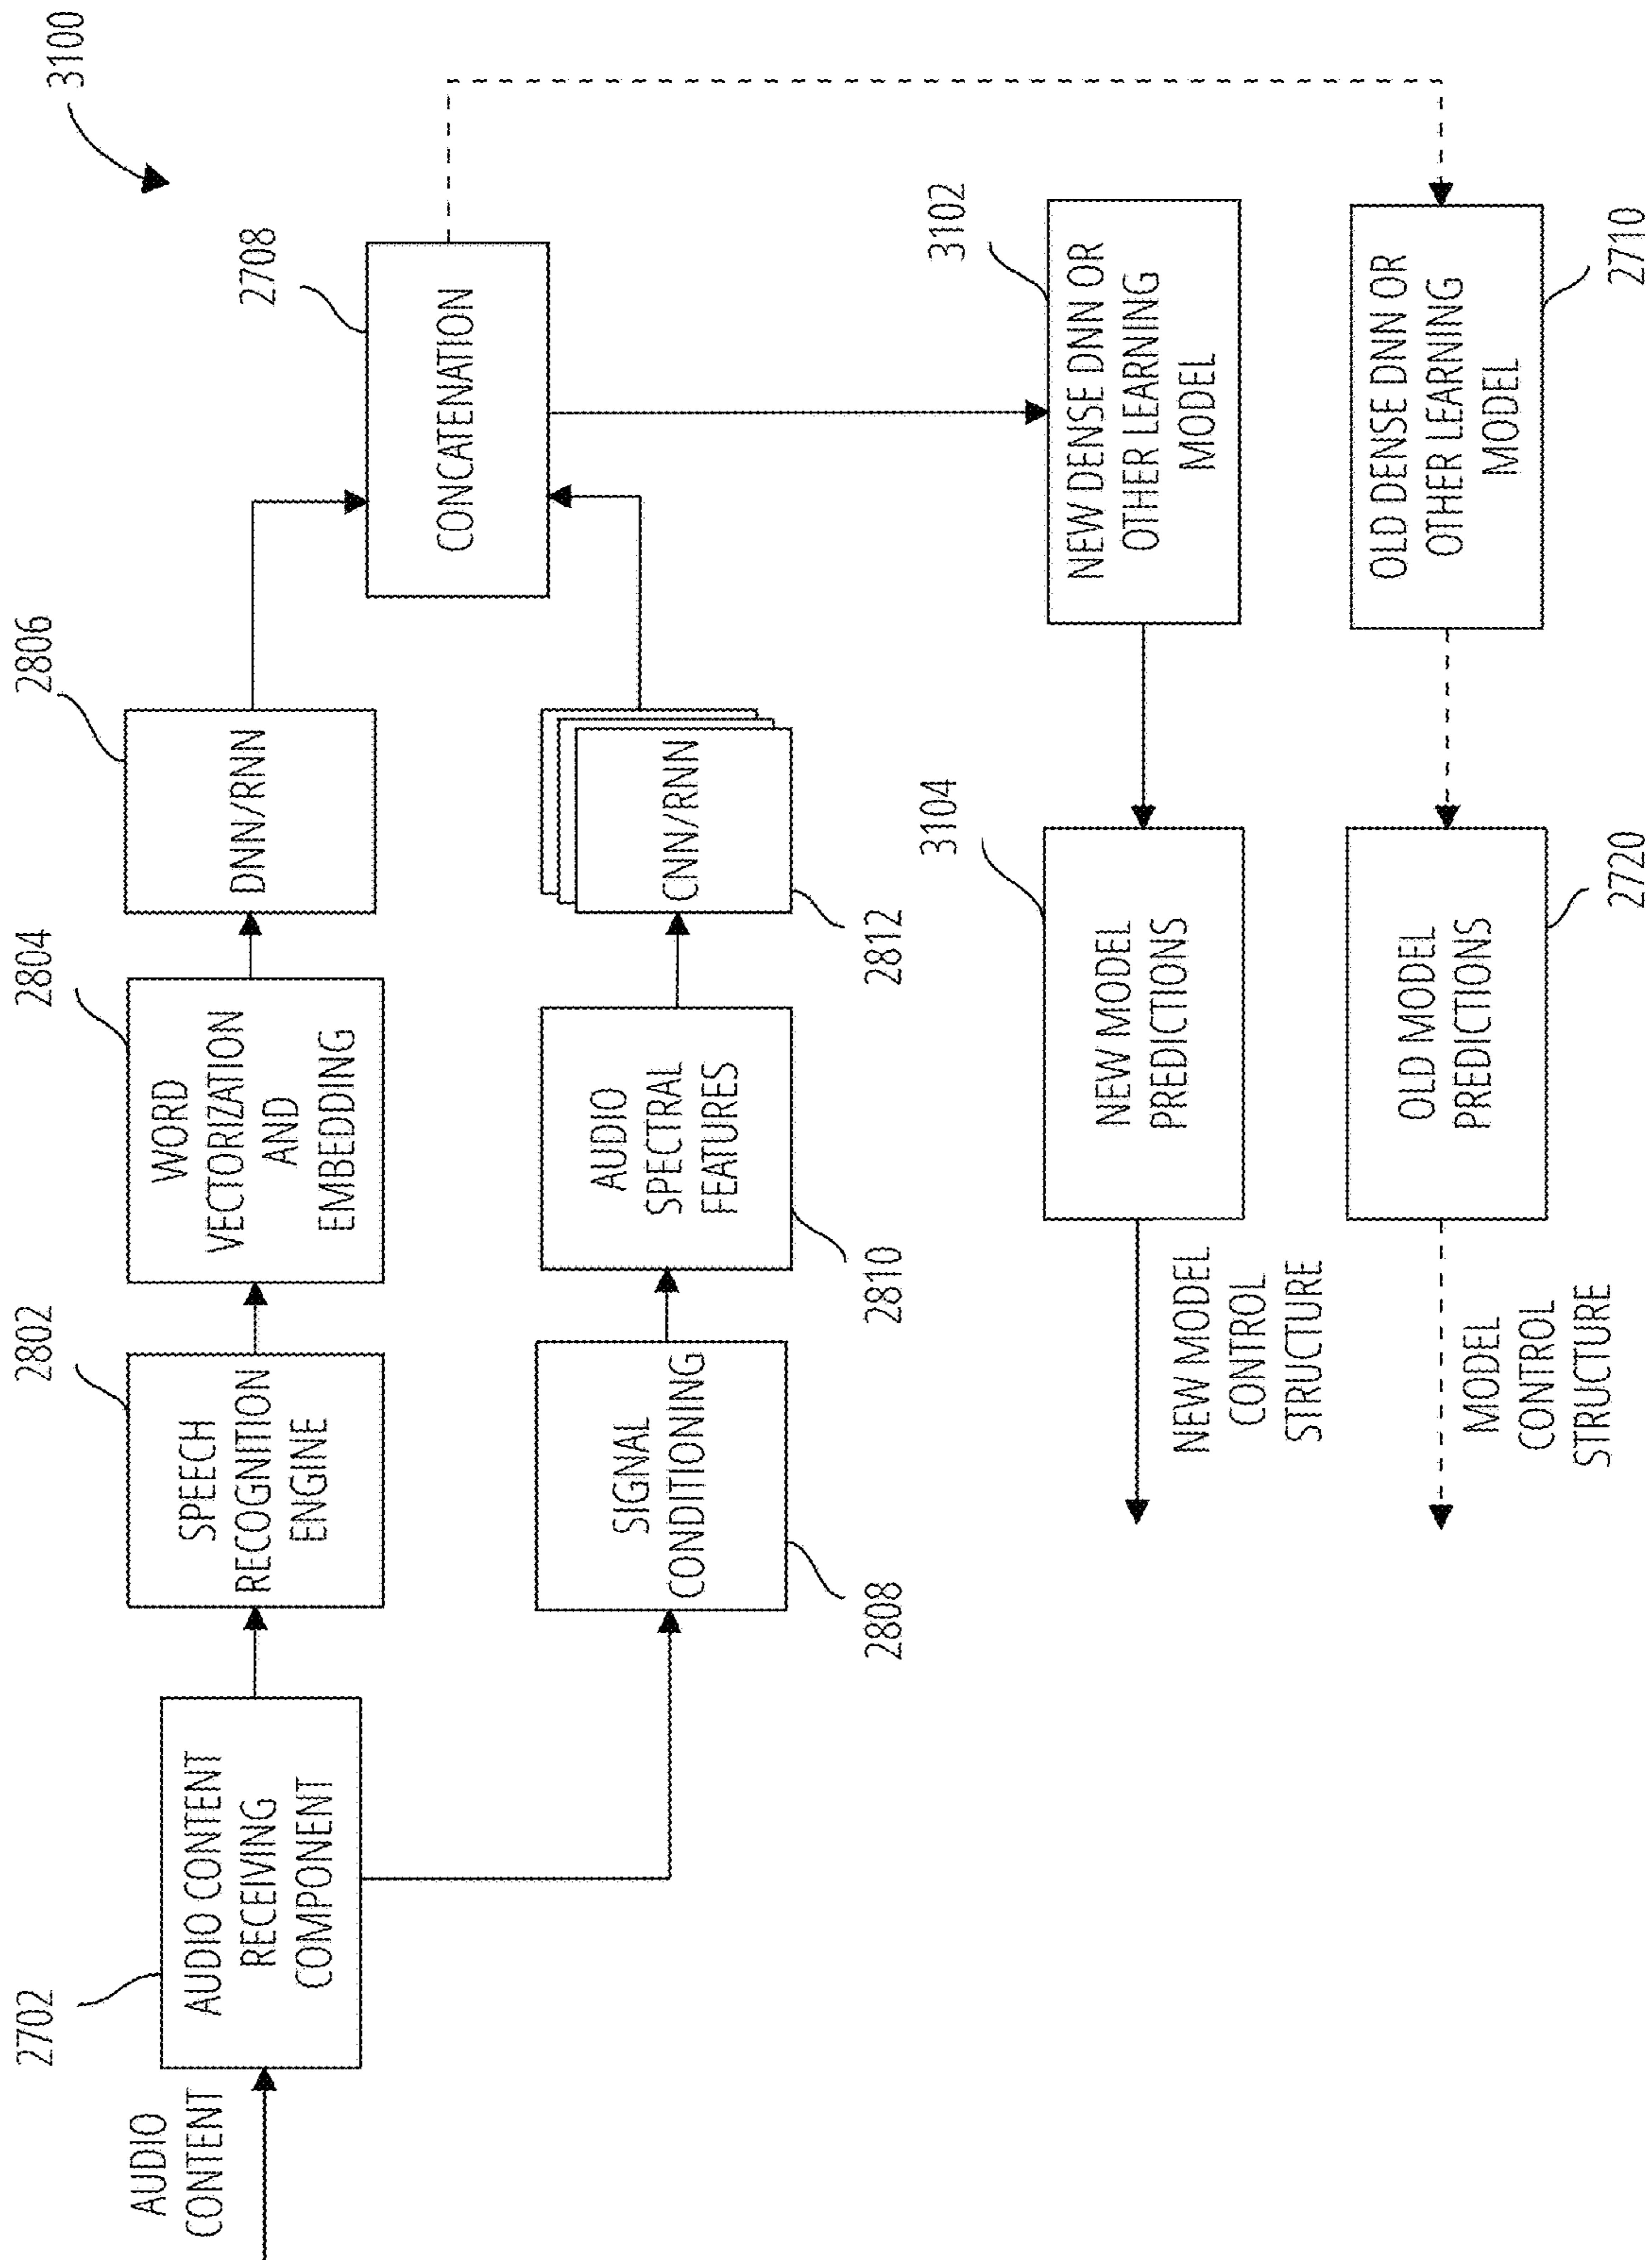 3100
AUDIO
CONTENT
2702
AUDIO CONTENT
RECEIVING
COMPONENT
2802
SPEECH
RECOGNITION
ENGINE
2804
WORD
VECTORIZATION
AND
EMBEDDING
2806
DNN/RNN
2708
CONCATENATION
SIGNAL
CONDITIONING
2808
AUDIO
SPECTRAL
FEATURES
2810
CNN/RNN
2812
NEW MODEL
CONTROL
STRUCTURE
3104
NEW MODEL
PREDICTIONS
3102
NEW DENSE DNN OR
OTHER LEARNING
MODEL
MODEL
CONTROL
STRUCTURE
OLD MODEL
PREDICTIONS
2720
OLD DENSE DNN OR
OTHER LEARNING
MODEL
2710